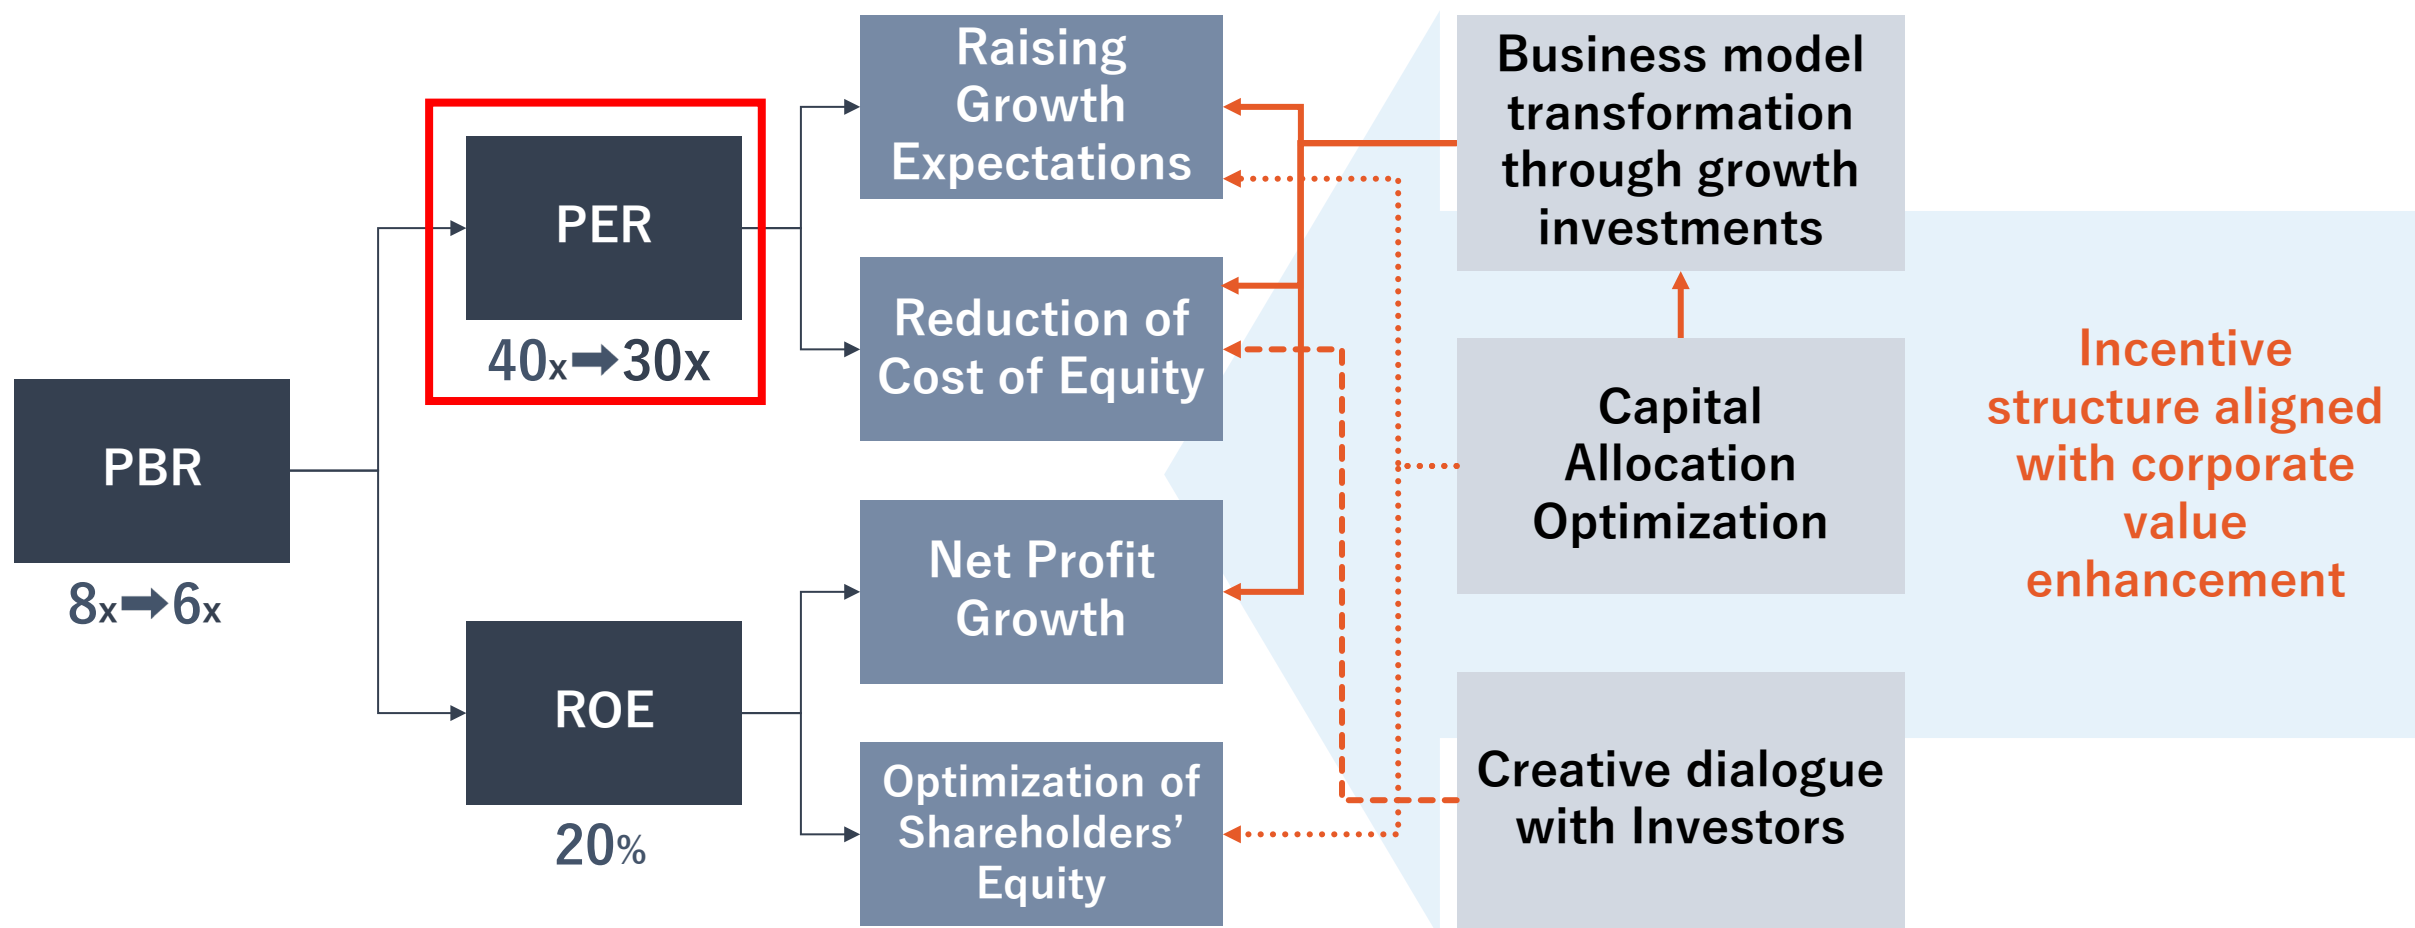 PBR
8x➡6x
PER
40x➡30x
ROE
20%
Raising
Growth
Expectations
Reduction of
Cost of Equity
Net Profit
Growth
Optimization of
Shareholders’
Equity
Business model
transformation
through growth
investments
Capital
Allocation
Optimization
Creative dialogue
with Investors
Incentive
structure aligned
with corporate
value
enhancement